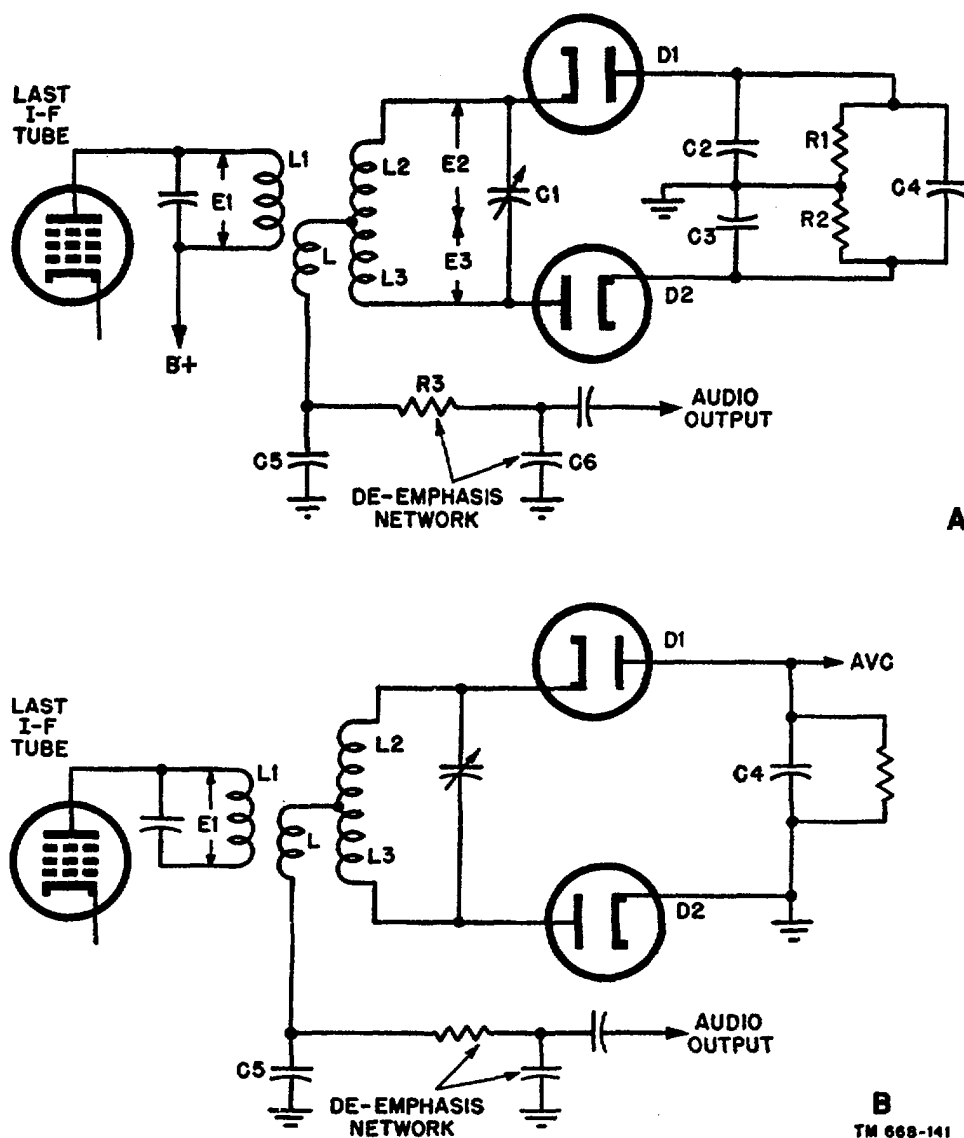 LAST
I-F
TUBE
E1
L1
B+
L2
E2
L
E3
L3
C1
D1
D2
C2
C3
R1
R2
C4
R3
AUDIO
OUTPUT
C5
C6
DE-EMPHASIS
NETWORK
A
LAST
I-F
TUBE
E1
L1
L2
L
L3
D1
AVC
C4
D2
AUDIO
OUTPUT
C5
DE-EMPHASIS
NETWORK
B
TM 668-141